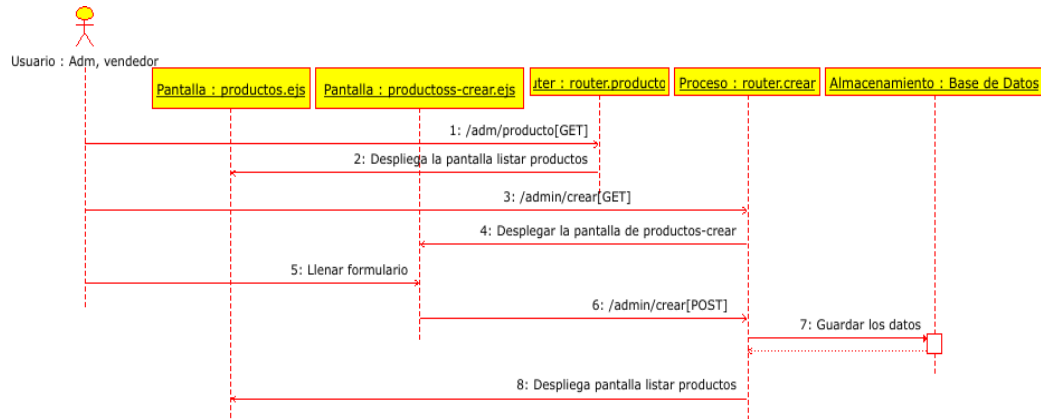 Usuario : Adm, vendedor
Pantalla : productos.ejs
Pantalla : productoss-crear.ejs
uter : router.producto
Proceso : router.crear
Almacenamiento : Base de Datos
1: /adm/producto[GET]
2: Despliega la pantalla listar productos
3: /admin/crear[GET]
4: Desplegar la pantalla de productos-crear
5: Llenar formulario
6: /admin/crear[POST]
7: Guardar los datos
8: Despliega pantalla listar productos